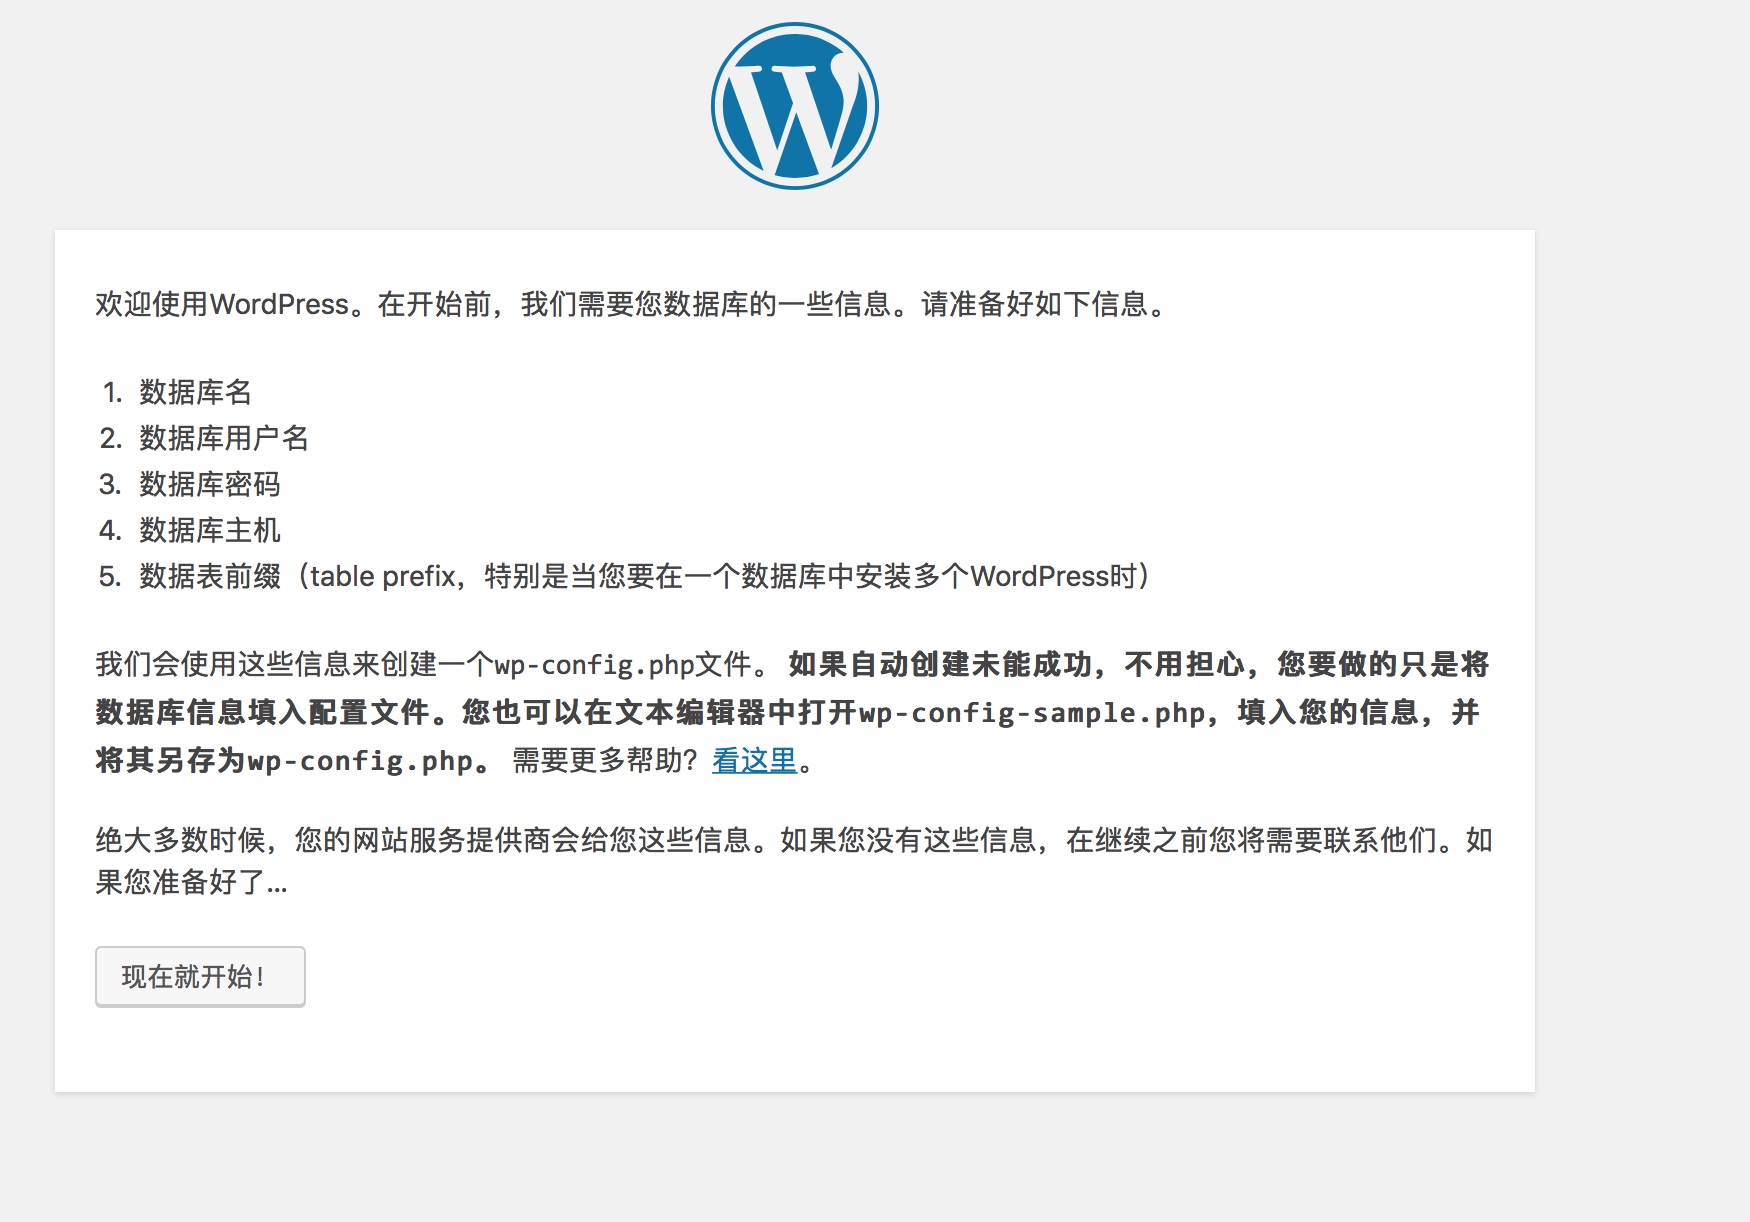 欢迎使用WordPress。在开始前，我们需要您数据库的一些信息。请准备好如下信息。
1. 数据库名
2. 数据库用户名
3. 数据库密码
4. 数据库主机
5. 数据表前缀（table prefix，特别是当您要在一个数据库中安装多个WordPress时）
我们会使用这些信息来创建一个wp-config.php文件。 如果自动创建未能成功，不用担心，您要做的只是将
数据库信息填入配置文件。您也可以在文本编辑器中打开wp-config-sample.php，填入您的信息，并
将其另存为wp-config.php。 需要更多帮助？看这里。
绝大多数时候，您的网站服务提供商会给您这些信息。如果您没有这些信息，在继续之前您将需要联系他们。如
果您准备好了…
现在就开始！